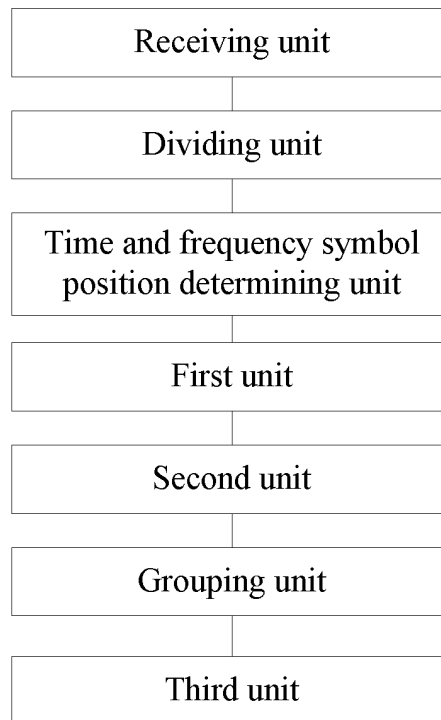 Receiving unit
Dividing unit
Time and frequency symbol
position determining unit
First unit
Second unit
Grouping unit
Third unit